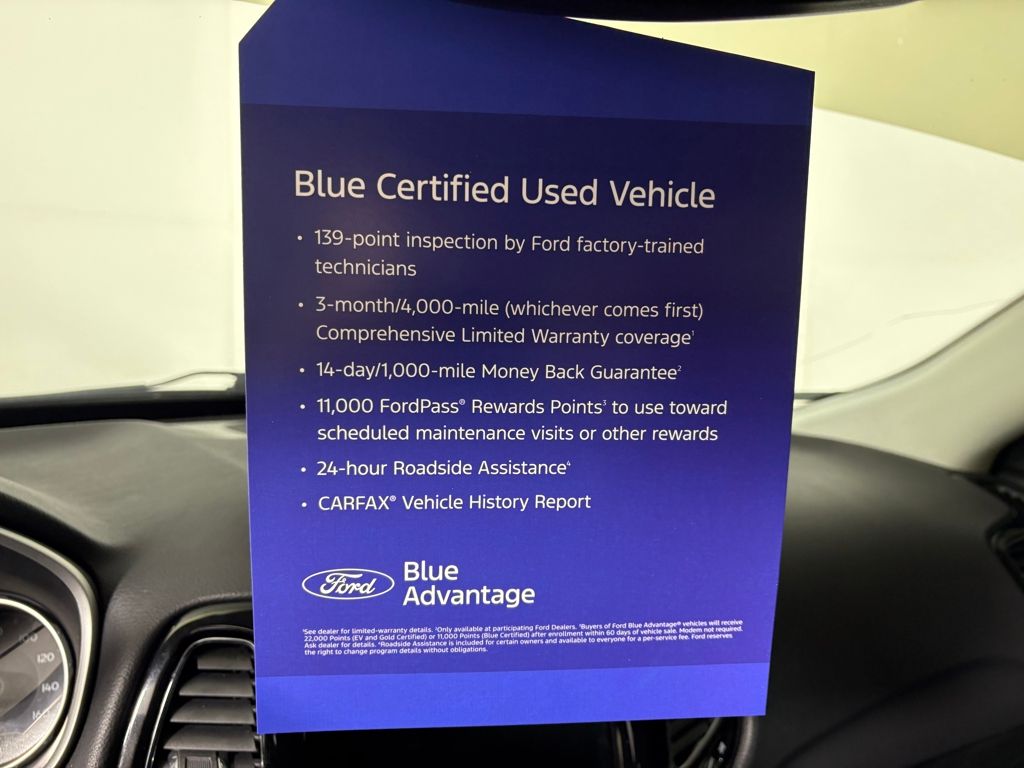 Blue Certified Used Vehicle
• 139-point inspection by Ford factory-trained
technicians
• 3-month/4,000-mile (whichever comes first)
Comprehensive Limited Warranty coverage¹
• 14-day/1,000-mile Money Back Guarantee²
• 11,000 FordPass® Rewards Points³ to use toward
scheduled maintenance visits or other rewards
• 24-hour Roadside Assistance⁴
• CARFAX® Vehicle History Report
Ford
Blue
Advantage
¹See dealer for limited-warranty details. ²Only available at participating Ford Dealers. ³Buyers of Ford Blue Advantage® vehicles will receive
22,000 Points (EV and Gold Certified) or 11,000 Points (Blue Certified) after enrollment within 60 days of vehicle sale. Modem not required.
Ask dealer for details. ⁴Roadside Assistance is included for certain owners and available to everyone for a per-service fee. Ford reserves
the right to change program details without obligations.
120
140